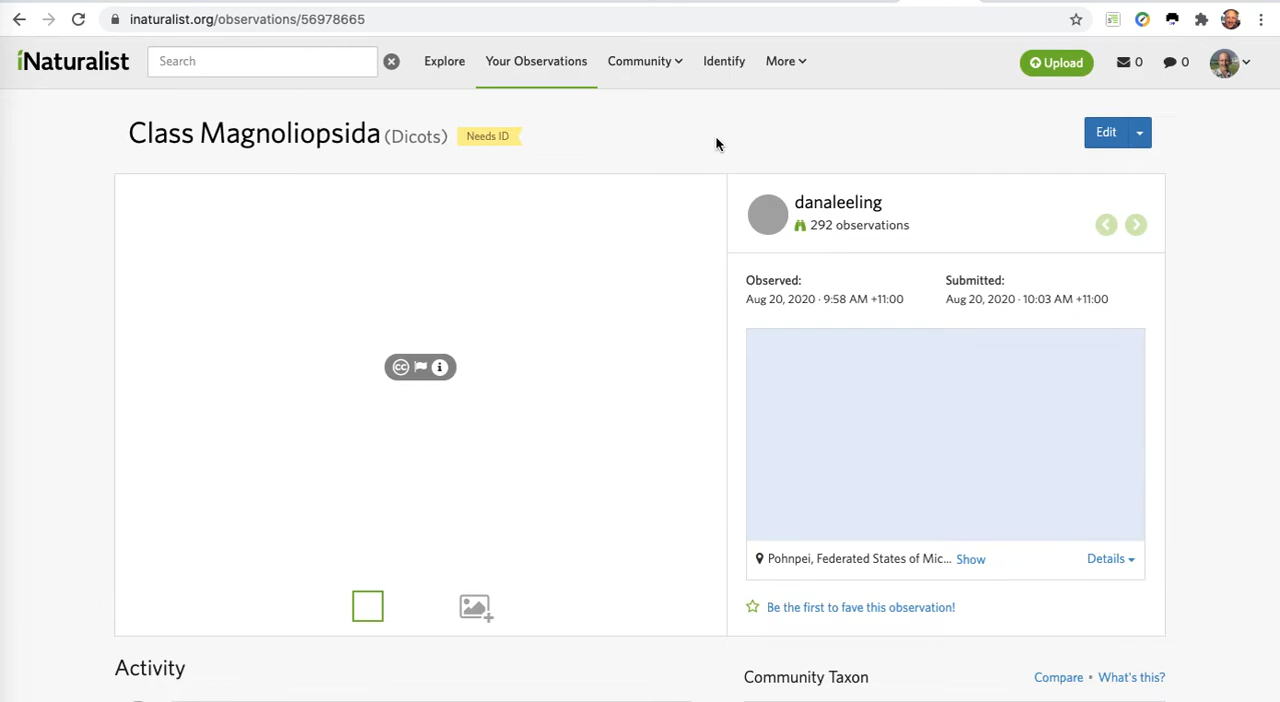 inaturalist.org/observations/56978665
iNaturalist
Search
Explore
Your Observations
Community
Identify
More
Upload
0
0
Class Magnoliopsida (Dicots)
Needs ID
Edit
danaleeling
292 observations
Observed:
Aug 20, 2020 · 9:58 AM +11:00
Submitted:
Aug 20, 2020 · 10:03 AM +11:00
cc
Pohnpei, Federated States of Mic... Show
Details
Be the first to fave this observation!
Activity
Community Taxon
Compare • What's this?